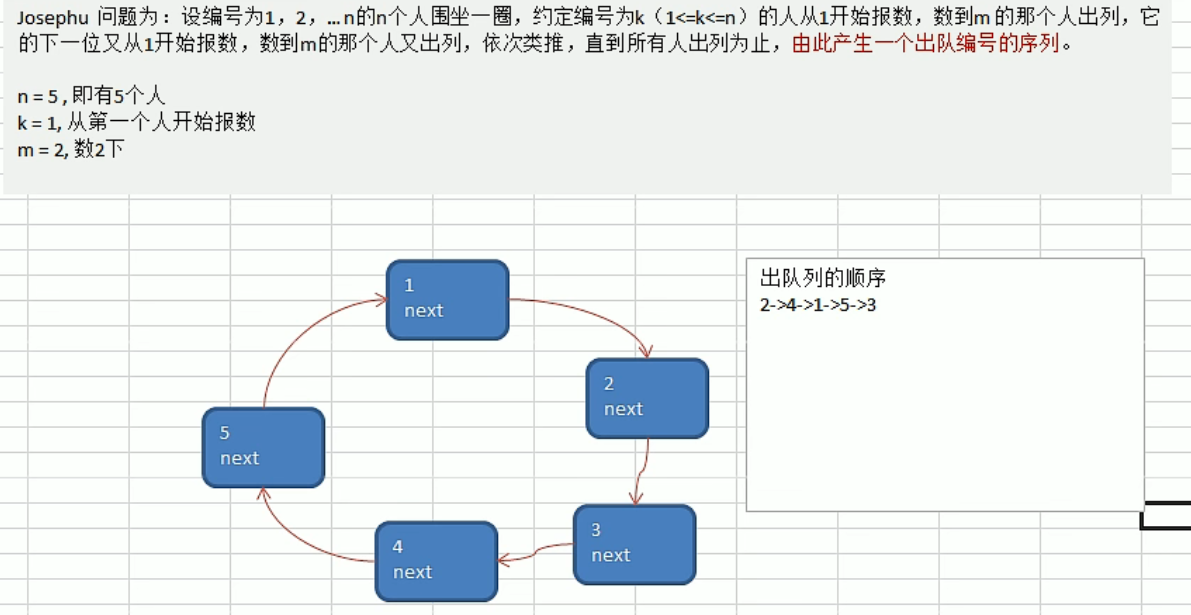 Josephu 问题为：设编号为1，2，… n的n个人围坐一圈，约定编号为k（1<=k<=n）的人从1开始报数，数到m 的那个人出列，它
的下一位又从1开始报数，数到m的那个人又出列，依次类推，直到所有人出列为止，由此产生一个出队编号的序列。
n = 5 , 即有5个人
k = 1, 从第一个人开始报数
m = 2, 数2下
1
next
2
next
3
next
4
next
5
next
出队列的顺序
2->4->1->5->3